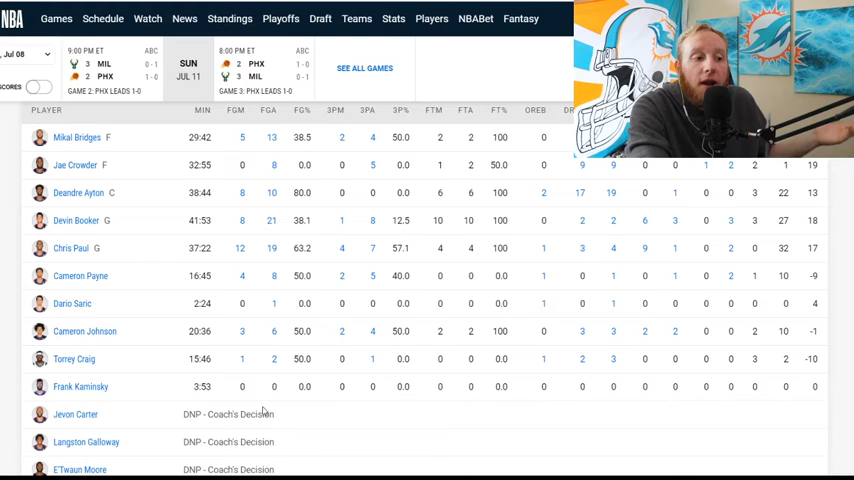 NBA Games Schedule Watch News Standings Playoffs Draft Teams Stats Players NBABet Fantasy
, Jul 08 9:00 PM ET ABC SUN JUL 11 8:00 PM ET ABC SEE ALL GAMES
3 MIL 0 - 1 2 PHX 1 - 0
SCORES 2 PHX 1 - 0 3 MIL 0 - 1
GAME 2: PHX LEADS 1-0 GAME 3: PHX LEADS 1-0
PLAYER MIN FGM FGA FG% 3PM 3PA 3P% FTM FTA FT% OREB
Mikal Bridges F 29:42 5 13 38.5 2 4 50.0 2 2 100 0
Jae Crowder F 32:55 0 8 0.0 0 5 0.0 1 2 50.0 0 9 9 0 0 1 2 2 1 19
Deandre Ayton C 38:44 8 10 80.0 0 0 0.0 6 6 100 2 17 19 0 1 0 0 3 22 13
Devin Booker G 41:53 8 21 38.1 1 8 12.5 10 10 100 0 2 2 6 3 0 3 3 27 18
Chris Paul G 37:22 12 19 63.2 4 7 57.1 4 4 100 1 3 4 9 1 0 2 0 32 17
Cameron Payne 16:45 4 8 50.0 2 5 40.0 0 0 0.0 1 0 1 0 1 0 2 1 10 -9
Dario Saric 2:24 0 1 0.0 0 0 0.0 0 0 0.0 1 0 1 0 0 0 0 0 0 4
Cameron Johnson 20:36 3 6 50.0 2 4 50.0 2 2 100 0 3 3 2 2 0 0 2 10 -1
Torrey Craig 15:46 1 2 50.0 0 1 0.0 0 0 0.0 1 2 3 0 0 0 0 3 2 -10
Frank Kaminsky 3:53 0 0 0.0 0 0 0.0 0 0 0.0 0 0 0 0 0 0 0 0 0 0
Jevon Carter DNP - Coach's Decision
Langston Galloway DNP - Coach's Decision
E'Twaun Moore DNP - Coach's Decision